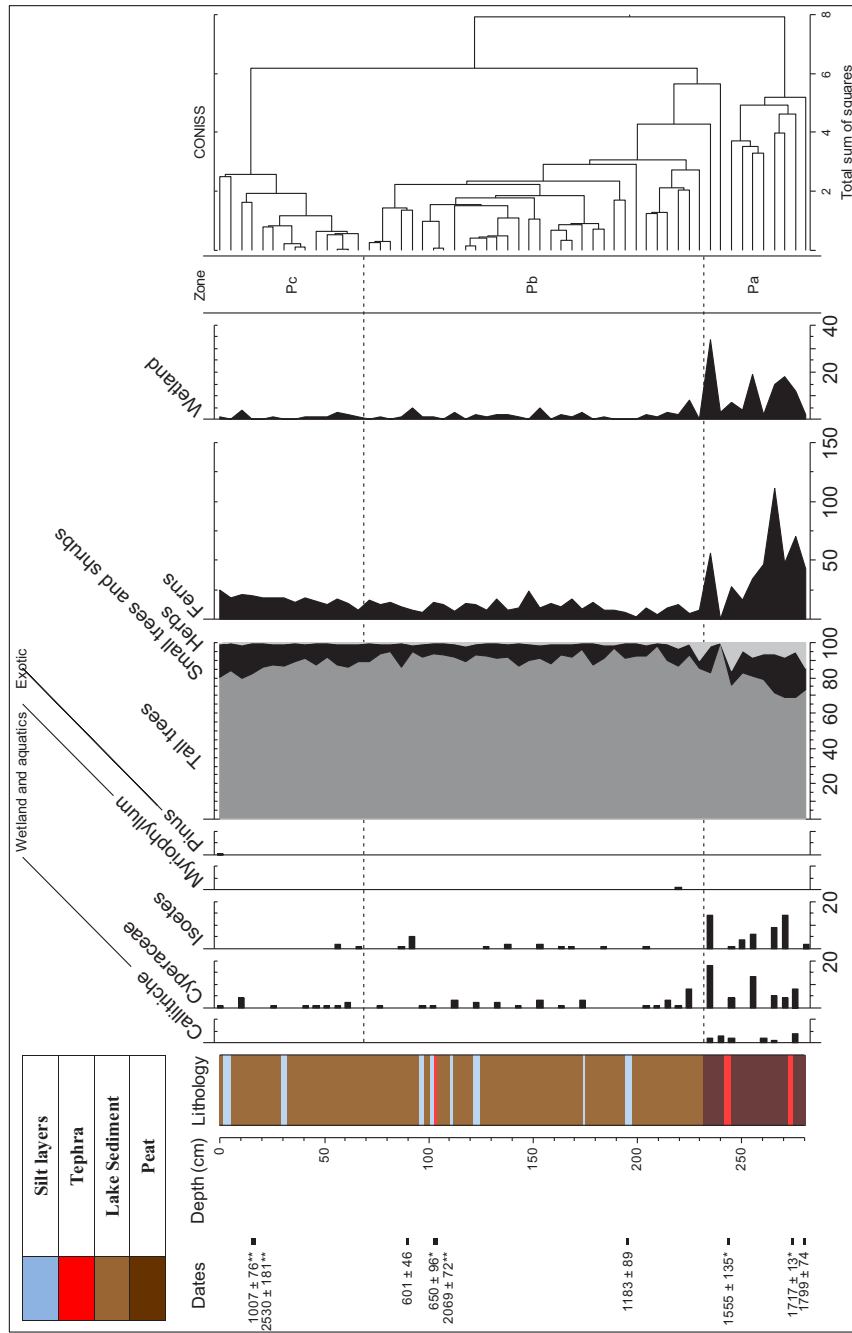 Silt layers
Tephra
Lake Sediment
Peat
Wetland and aquatics
Exotic
Dates
Depth (cm)
Lithology
Callitriche
Cyperaceae
Isoetes
Myriophyllum
Pinus
Tall trees
Small trees and shrubs
Herbs
Ferns
Wetland
Zone
CONISS
1007 ± 76**
2530 ± 181**
601 ± 46
650 ± 96*
2069 ± 72**
1183 ± 89
1555 ± 135*
1717 ± 13*
1799 ± 74
0
50
100
150
200
250
Pc
Pb
Pa
20
20
20 40 60 80 100
50 100 150
20 40
2 4 6 8
Total sum of squares